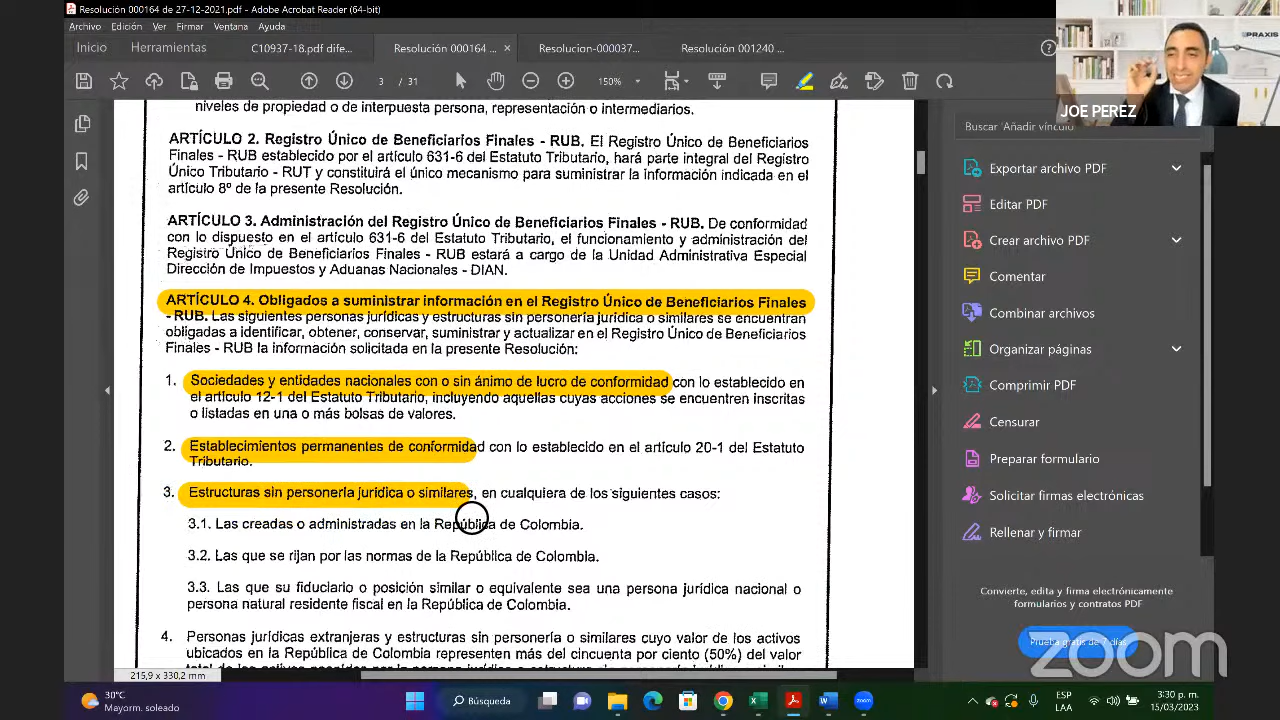 Resolución 000164 de 27-12-2021.pdf - Adobe Acrobat Reader (64-bit)
Archivo Edición Ver Firmar Ventana Ayuda
Inicio Herramientas C10937-18.pdf dife... Resolución 000164 ... × Resolucion-000037... Resolución 001240 ...
3 / 31 150%
PRAXIS
JOE PEREZ
niveles de propiedad o de interpuesta persona, representación o intermediarios.
ARTÍCULO 2. Registro Único de Beneficiarios Finales - RUB. El Registro Único de Beneficiarios
Finales - RUB establecido por el artículo 631-6 del Estatuto Tributario, hará parte integral del Registro
Único Tributario - RUT y constituirá el único mecanismo para suministrar la información indicada en el
artículo 8º de la presente Resolución.
ARTÍCULO 3. Administración del Registro Único de Beneficiarios Finales - RUB. De conformidad
con lo dispuesto en el artículo 631-6 del Estatuto Tributario, el funcionamiento y administración del
Registro Único de Beneficiarios Finales - RUB estará a cargo de la Unidad Administrativa Especial
Dirección de Impuestos y Aduanas Nacionales - DIAN.
ARTÍCULO 4. Obligados a suministrar información en el Registro Único de Beneficiarios Finales
- RUB. Las siguientes personas jurídicas y estructuras sin personería jurídica o similares se encuentran
obligadas a identificar, obtener, conservar, suministrar y actualizar en el Registro Único de Beneficiarios
Finales - RUB la información solicitada en la presente Resolución:
1. Sociedades y entidades nacionales con o sin ánimo de lucro de conformidad con lo establecido en
el artículo 12-1 del Estatuto Tributario, incluyendo aquellas cuyas acciones se encuentren inscritas
o listadas en una o más bolsas de valores.
2. Establecimientos permanentes de conformidad con lo establecido en el artículo 20-1 del Estatuto
Tributario.
3. Estructuras sin personería jurídica o similares, en cualquiera de los siguientes casos:
3.1. Las creadas o administradas en la República de Colombia.
3.2. Las que se rijan por las normas de la República de Colombia.
3.3. Las que su fiduciario o posición similar o equivalente sea una persona jurídica nacional o
persona natural residente fiscal en la República de Colombia.
4. Personas jurídicas extranjeras y estructuras sin personería o similares cuyo valor de los activos
ubicados en la República de Colombia representen más del cincuenta por ciento (50%) del valor
215,9 x 330,2 mm
Buscar 'Añadir vínculo'
Exportar archivo PDF
Editar PDF
Crear archivo PDF
Comentar
Combinar archivos
Organizar páginas
Comprimir PDF
Censurar
Preparar formulario
Solicitar firmas electrónicas
Rellenar y firmar
Convierte, edita y firma electrónicamente
formularios y contratos PDF
Prueba gratis de 7 días
zoom
30°C
Mayorm. soleado
Búsqueda
ESP
LAA
3:30 p. m.
15/03/2023